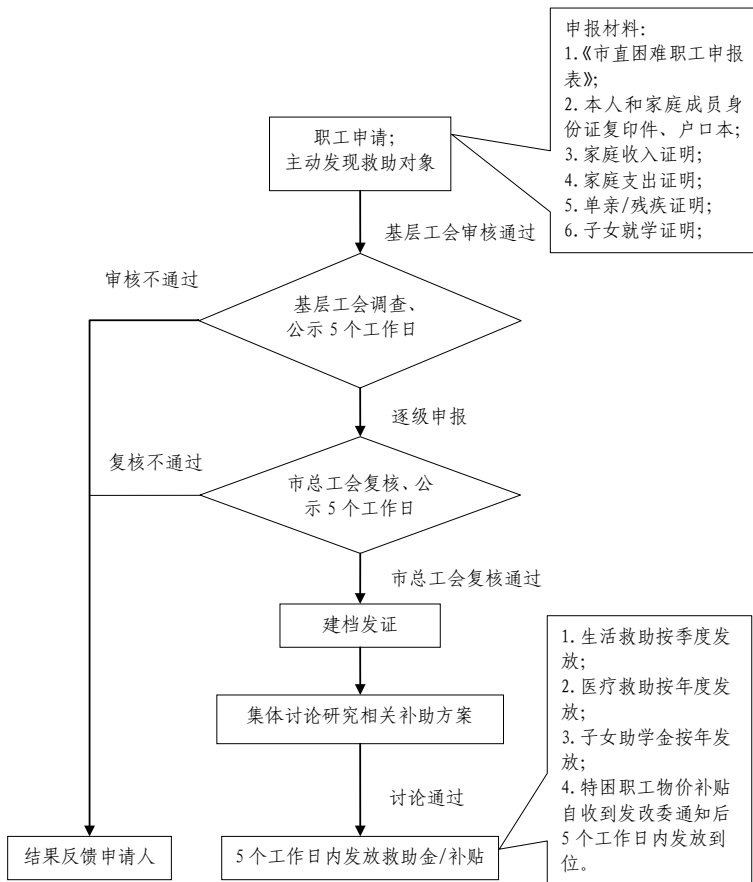 申报材料:
1.《市直困难职工申报
表》;
2. 本人和家庭成员身
份证复印件、户口本;
3. 家庭收入证明;
4. 家庭支出证明;
5. 单亲/残疾证明;
6. 子女就学证明;
职工申请;
主动发现救助对象
基层工会审核通过
审核不通过
基层工会调查、
公示 5 个工作日
逐级申报
复核不通过
市总工会复核、公
示 5 个工作日
市总工会复核通过
建档发证
集体讨论研究相关补助方案
讨论通过
1. 生活救助按季度发
放;
2. 医疗救助按年度发
放;
3. 子女助学金按年发
放;
4. 特困职工物价补贴
自收到发改委通知后
5 个工作日内发放到
位。
结果反馈申请人
5 个工作日内发放救助金/补贴